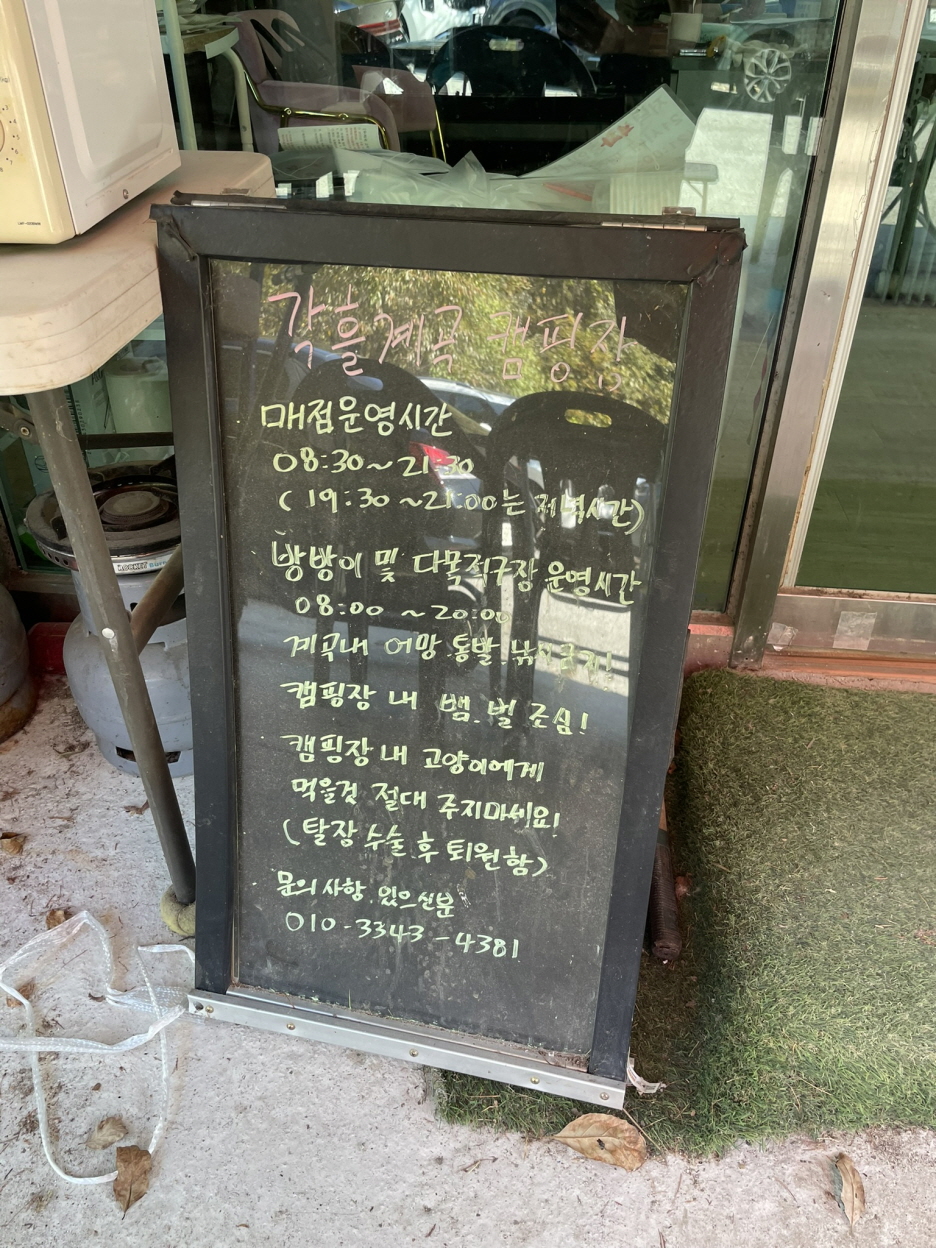 각흘계곡 캠핑장
매점운영시간
08:30~21:30
(19:30~21:00는 저녁시간)
방방이 및 다목적구장 운영시간
08:00 ~20:00
계곡내 어망.통발.낚시금지!
캠핑장 내 뱀.벌 조심!
캠핑장 내 고양이에게
먹을것 절대 주지마세요!
(탈장 수술 후 퇴원함)
문의사항 있으신분
010-3343-4381